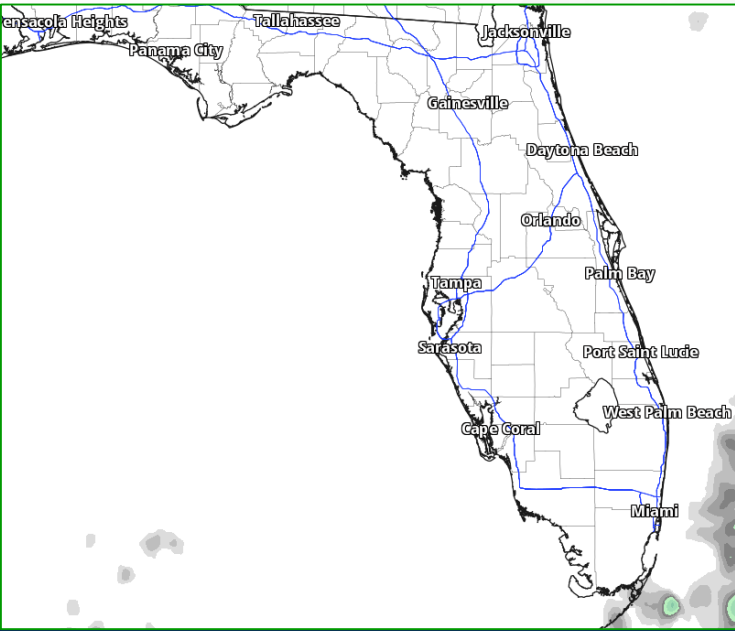 ensacola Heights
Tallahassee
Jacksonville
Panama City
Gainesville
Daytona Beach
Orlando
Palm Bay
Tampa
Sarasota
Port Saint Lucie
West Palm Beach
Cape Coral
Miami